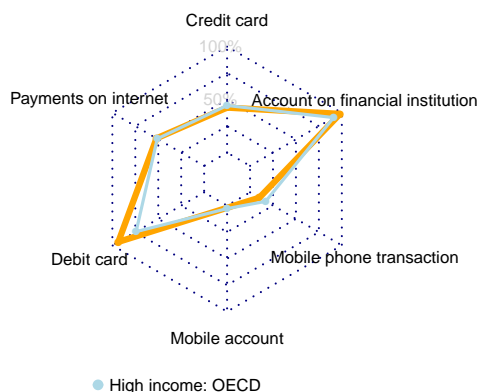 Credit card
100%
Payments on internet
50%
Account on financial institution
Debit card
Mobile phone transaction
Mobile account
High income: OECD